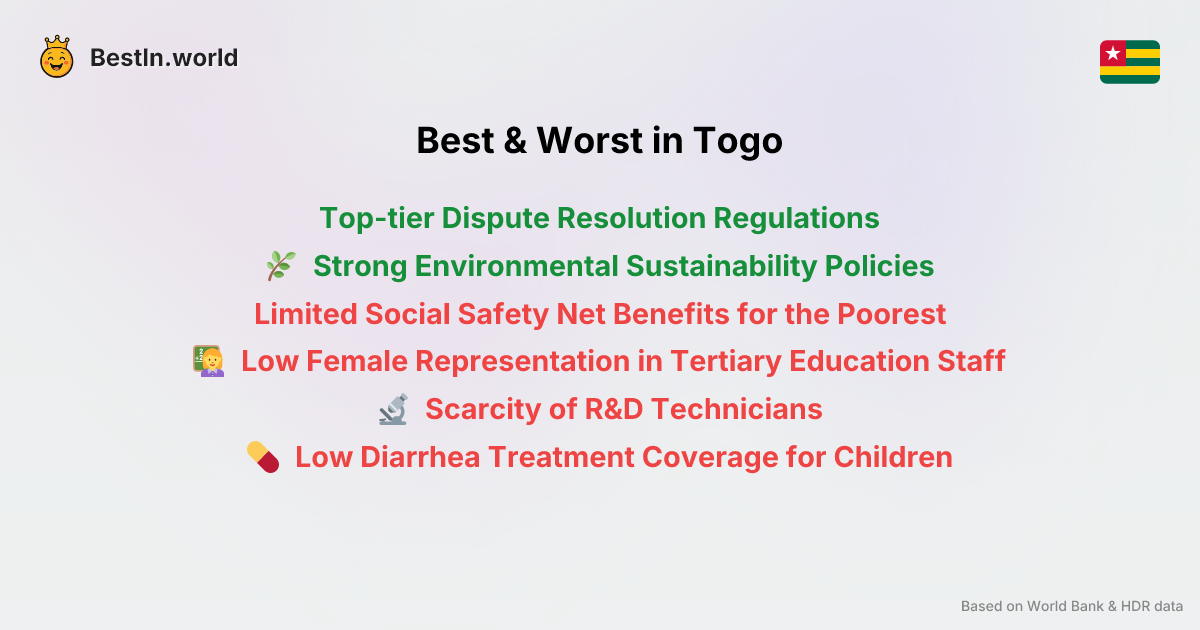 BestIn.world
Best & Worst in Togo
Top-tier Dispute Resolution Regulations
Strong Environmental Sustainability Policies
Limited Social Safety Net Benefits for the Poorest
Low Female Representation in Tertiary Education Staff
Scarcity of R&D Technicians
Low Diarrhea Treatment Coverage for Children
Based on World Bank & HDR data